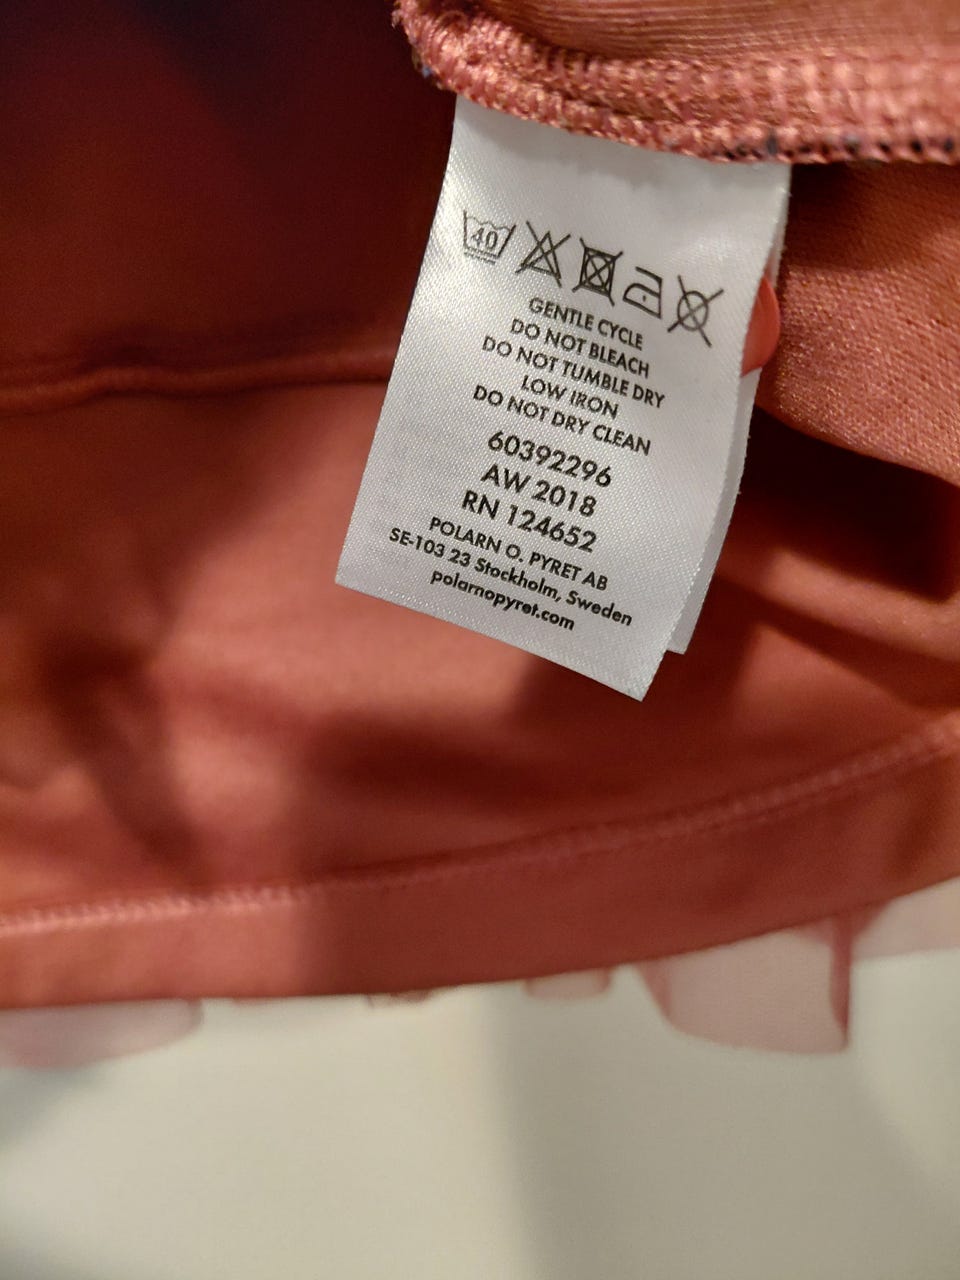 40
GENTLE CYCLE
DO NOT BLEACH
DO NOT TUMBLE DRY
LOW IRON
DO NOT DRY CLEAN
60392296
AW 2018
RN 124652
POLARN O. PYRET AB
SE-103 23 Stockholm, Sweden
polarnopyret.com